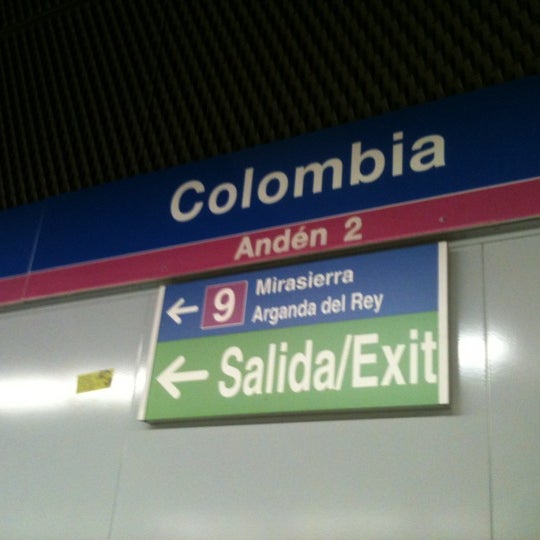 Colombia
Andén 2
← 9 Mirasierra
Arganda del Rey
← Salida/Exit